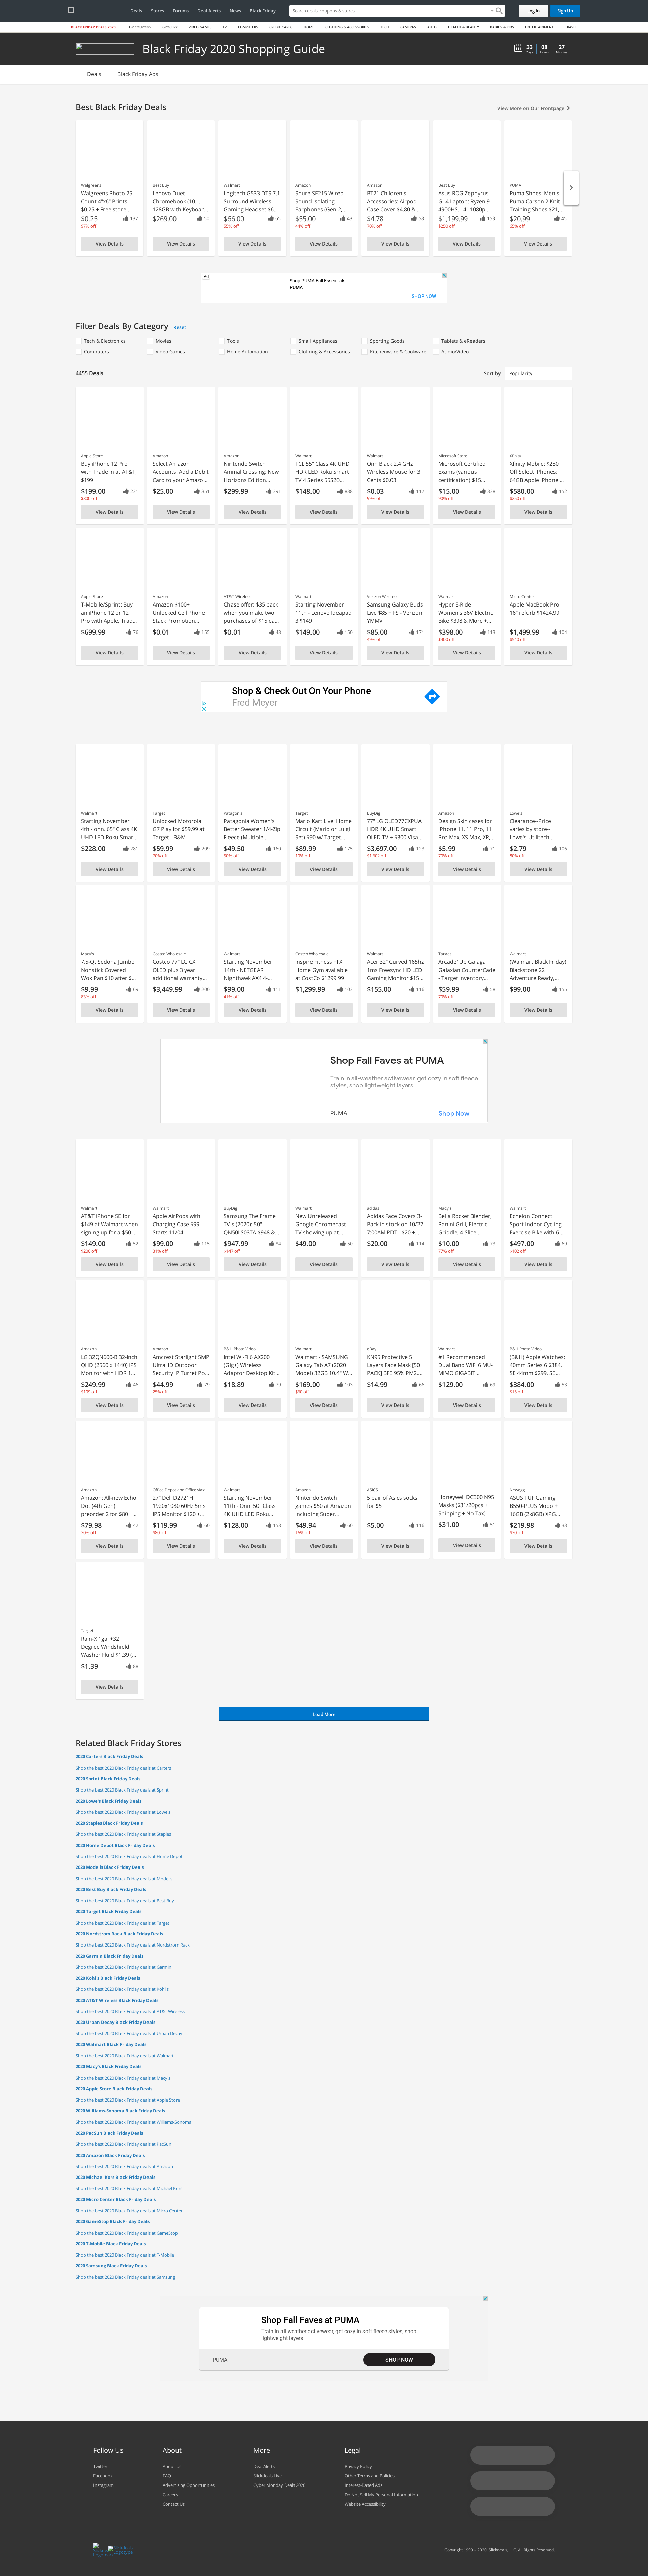 Deals Stores Forums Deal Alerts News Black Friday
Search deals, coupons & stores
Log In
Sign Up
BLACK FRIDAY DEALS 2020 TOP COUPONS GROCERY VIDEO GAMES TV COMPUTERS CREDIT CARDS HOME CLOTHING & ACCESSORIES TECH CAMERAS AUTO HEALTH & BEAUTY BABIES & KIDS ENTERTAINMENT TRAVEL
Black Friday 2020 Shopping Guide
33 Days 08 Hours 27 Minutes
Deals Black Friday Ads
Best Black Friday Deals
View More on Our Frontpage
Walgreens
Walgreens Photo 25-Count 4"x6" Prints $0.25 + Free store...
$0.25 137
97% off
View Details
Best Buy
Lenovo Duet Chromebook (10.1, 128GB with Keyboar...
$269.00 50
View Details
Walmart
Logitech G533 DTS 7.1 Surround Wireless Gaming Headset $6...
$66.00 65
55% off
View Details
Amazon
Shure SE215 Wired Sound Isolating Earphones (Gen 2,...
$55.00 43
44% off
View Details
Amazon
BT21 Children's Accessories: Airpod Case Cover $4.80 &...
$4.78 58
70% off
View Details
Best Buy
Asus ROG Zephyrus G14 Laptop: Ryzen 9 4900HS, 14" 1080p...
$1,199.99 153
$250 off
View Details
PUMA
Puma Shoes: Men's Puma Carson 2 Knit Training Shoes $21,...
$20.99 45
65% off
View Details
Ad
Shop PUMA Fall Essentials
PUMA
SHOP NOW
Filter Deals By Category Reset
Tech & Electronics Movies Tools Small Appliances Sporting Goods Tablets & eReaders
Computers Video Games Home Automation Clothing & Accessories Kitchenware & Cookware Audio/Video
4455 Deals
Sort by Popularity
Apple Store
Buy iPhone 12 Pro with Trade in at AT&T, $199
$199.00 231
$800 off
View Details
Amazon
Select Amazon Accounts: Add a Debit Card to your Amazo...
$25.00 351
View Details
Amazon
Nintendo Switch Animal Crossing: New Horizons Edition...
$299.99 391
View Details
Walmart
TCL 55" Class 4K UHD HDR LED Roku Smart TV 4 Series 55S20...
$148.00 838
View Details
Walmart
Onn Black 2.4 GHz Wireless Mouse for 3 Cents $0.03
$0.03 117
99% off
View Details
Microsoft Store
Microsoft Certified Exams (various certification) $15...
$15.00 338
90% off
View Details
Xfinity
Xfinity Mobile: $250 Off Select iPhones: 64GB Apple iPhone ...
$580.00 152
$250 off
View Details
Apple Store
T-Mobile/Sprint: Buy an iPhone 12 or 12 Pro with Apple, Trad...
$699.99 76
View Details
Amazon
Amazon $100+ Unlocked Cell Phone Stack Promotion...
$0.01 155
View Details
AT&T Wireless
Chase offer: $35 back when you make two purchases of $15 ea...
$0.01 43
View Details
Walmart
Starting November 11th - Lenovo Ideapad 3 $149
$149.00 150
View Details
Verizon Wireless
Samsung Galaxy Buds Live $85 + FS - Verizon YMMV
$85.00 171
49% off
View Details
Walmart
Hyper E-Ride Women's 36V Electric Bike $398 & More +...
$398.00 113
$400 off
View Details
Micro Center
Apple MacBook Pro 16" refurb $1424.99
$1,499.99 104
$540 off
View Details
Shop & Check Out On Your Phone
Fred Meyer
Walmart
Starting November 4th - onn. 65" Class 4K UHD LED Roku Smar...
$228.00 281
View Details
Target
Unlocked Motorola G7 Play for $59.99 at Target - B&M
$59.99 209
70% off
View Details
Patagonia
Patagonia Women's Better Sweater 1/4-Zip Fleece (Multiple...
$49.50 160
50% off
View Details
Target
Mario Kart Live: Home Circuit (Mario or Luigi Set) $90 w/ Target...
$89.99 175
10% off
View Details
BuyDig
77" LG OLED77CXPUA HDR 4K UHD Smart OLED TV + $300 Visa...
$3,697.00 123
$1,602 off
View Details
Amazon
Design Skin cases for iPhone 11, 11 Pro, 11 Pro Max, XS Max, XR,...
$5.99 71
70% off
View Details
Lowe's
Clearance--Price varies by store--Lowe's Utilitech...
$2.79 106
80% off
View Details
Macy's
7.5-Qt Sedona Jumbo Nonstick Covered Wok Pan $10 after $...
$9.99 69
83% off
View Details
Costco Wholesale
Costco 77" LG CX OLED plus 3 year additional warranty...
$3,449.99 200
View Details
Walmart
Starting November 14th - NETGEAR Nighthawk AX4 4-...
$99.00 111
41% off
View Details
Costco Wholesale
Inspire Fitness FTX Home Gym available at CostCo $1299.99
$1,299.99 103
View Details
Walmart
Acer 32" Curved 165hz 1ms Freesync HD LED Gaming Monitor $15...
$155.00 116
View Details
Target
Arcade1Up Galaga Galaxian CounterCade - Target Inventory...
$59.99 58
70% off
View Details
Walmart
(Walmart Black Friday) Blackstone 22 Adventure Ready,...
$99.00 155
View Details
Shop Fall Faves at PUMA
Train in all-weather activewear, get cozy in soft fleece styles, shop lightweight layers
PUMA Shop Now
Walmart
AT&T iPhone SE for $149 at Walmart when signing up for a $50 ...
$149.00 52
$250 off
View Details
Walmart
Apple AirPods with Charging Case $99 - Starts 11/04
$99.00 115
31% off
View Details
BuyDig
Samsung The Frame TV's (2020): 50" QN50LS03TA $948 &...
$947.99 84
$147 off
View Details
Walmart
New Unreleased Google Chromecast TV showing up at...
$49.00 50
View Details
adidas
Adidas Face Covers 3-Pack in stock on 10/27 7:00AM PDT - $20 +...
$20.00 114
View Details
Macy's
Bella Rocket Blender, Panini Grill, Electric Griddle, 4-Slice...
$10.00 73
77% off
View Details
Walmart
Echelon Connect Sport Indoor Cycling Exercise Bike with 6-...
$497.00 69
$102 off
View Details
Amazon
LG 32QN600-B 32-Inch QHD (2560 x 1440) IPS Monitor with HDR 1...
$249.99 46
$109 off
View Details
Amazon
Amcrest Starlight 5MP UltraHD Outdoor Security IP Turret Po...
$44.99 79
25% off
View Details
B&H Photo Video
Intel Wi-Fi 6 AX200 (Gig+) Wireless Adaptor Desktop Kit...
$18.89 79
View Details
Walmart
Walmart - SAMSUNG Galaxy Tab A7 (2020 Model) 32GB 10.4" W...
$169.00 103
$60 off
View Details
eBay
KN95 Protective 5 Layers Face Mask [50 PACK] BFE 95% PM2....
$14.99 66
View Details
Walmart
#1 Recommended Dual Band WiFi 6 MU-MIMO GIGABIT...
$129.00 69
View Details
B&H Photo Video
(B&H) Apple Watches: 40mm Series 6 $384, SE 44mm $299, SE...
$384.00 53
$15 off
View Details
Amazon
Amazon: All-new Echo Dot (4th Gen) preorder 2 for $80 +...
$79.98 42
20% off
View Details
Office Depot and OfficeMax
27" Dell D2721H 1920x1080 60Hz 5ms IPS Monitor $120 +...
$119.99 60
$80 off
View Details
Walmart
Starting November 11th - Onn. 50" Class 4K UHD LED Roku...
$128.00 158
View Details
Amazon
Nintendo Switch games $50 at Amazon including Super...
$49.94 60
16% off
View Details
ASICS
5 pair of Asics socks for $5
$5.00 116
View Details
Honeywell DC300 N95 Masks ($31/20pcs + Shipping + No Tax)
$31.00 51
View Details
Newegg
ASUS TUF Gaming B550-PLUS Mobo + 16GB (2x8GB) XPG...
$219.98 33
$30 off
View Details
Target
Rain-X 1gal +32 Degree Windshield Washer Fluid $1.39 (...
$1.39 88
View Details
Load More
Related Black Friday Stores
2020 Carters Black Friday Deals
Shop the best 2020 Black Friday deals at Carters
2020 Sprint Black Friday Deals
Shop the best 2020 Black Friday deals at Sprint
2020 Lowe's Black Friday Deals
Shop the best 2020 Black Friday deals at Lowe's
2020 Staples Black Friday Deals
Shop the best 2020 Black Friday deals at Staples
2020 Home Depot Black Friday Deals
Shop the best 2020 Black Friday deals at Home Depot
2020 Modells Black Friday Deals
Shop the best 2020 Black Friday deals at Modells
2020 Best Buy Black Friday Deals
Shop the best 2020 Black Friday deals at Best Buy
2020 Target Black Friday Deals
Shop the best 2020 Black Friday deals at Target
2020 Nordstrom Rack Black Friday Deals
Shop the best 2020 Black Friday deals at Nordstrom Rack
2020 Garmin Black Friday Deals
Shop the best 2020 Black Friday deals at Garmin
2020 Kohl's Black Friday Deals
Shop the best 2020 Black Friday deals at Kohl's
2020 AT&T Wireless Black Friday Deals
Shop the best 2020 Black Friday deals at AT&T Wireless
2020 Urban Decay Black Friday Deals
Shop the best 2020 Black Friday deals at Urban Decay
2020 Walmart Black Friday Deals
Shop the best 2020 Black Friday deals at Walmart
2020 Macy's Black Friday Deals
Shop the best 2020 Black Friday deals at Macy's
2020 Apple Store Black Friday Deals
Shop the best 2020 Black Friday deals at Apple Store
2020 Williams-Sonoma Black Friday Deals
Shop the best 2020 Black Friday deals at Williams-Sonoma
2020 PacSun Black Friday Deals
Shop the best 2020 Black Friday deals at PacSun
2020 Amazon Black Friday Deals
Shop the best 2020 Black Friday deals at Amazon
2020 Michael Kors Black Friday Deals
Shop the best 2020 Black Friday deals at Michael Kors
2020 Micro Center Black Friday Deals
Shop the best 2020 Black Friday deals at Micro Center
2020 GameStop Black Friday Deals
Shop the best 2020 Black Friday deals at GameStop
2020 T-Mobile Black Friday Deals
Shop the best 2020 Black Friday deals at T-Mobile
2020 Samsung Black Friday Deals
Shop the best 2020 Black Friday deals at Samsung
Shop Fall Faves at PUMA
Train in all-weather activewear, get cozy in soft fleece styles, shop lightweight layers
PUMA SHOP NOW
Follow Us
Twitter
Facebook
Instagram
About
About Us
FAQ
Advertising Opportunities
Careers
Contact Us
More
Deal Alerts
Slickdeals Live
Cyber Monday Deals 2020
Legal
Privacy Policy
Other Terms and Policies
Interest-Based Ads
Do Not Sell My Personal Information
Website Accessibility
Copyright 1999 - 2020. Slickdeals, LLC. All Rights Reserved.